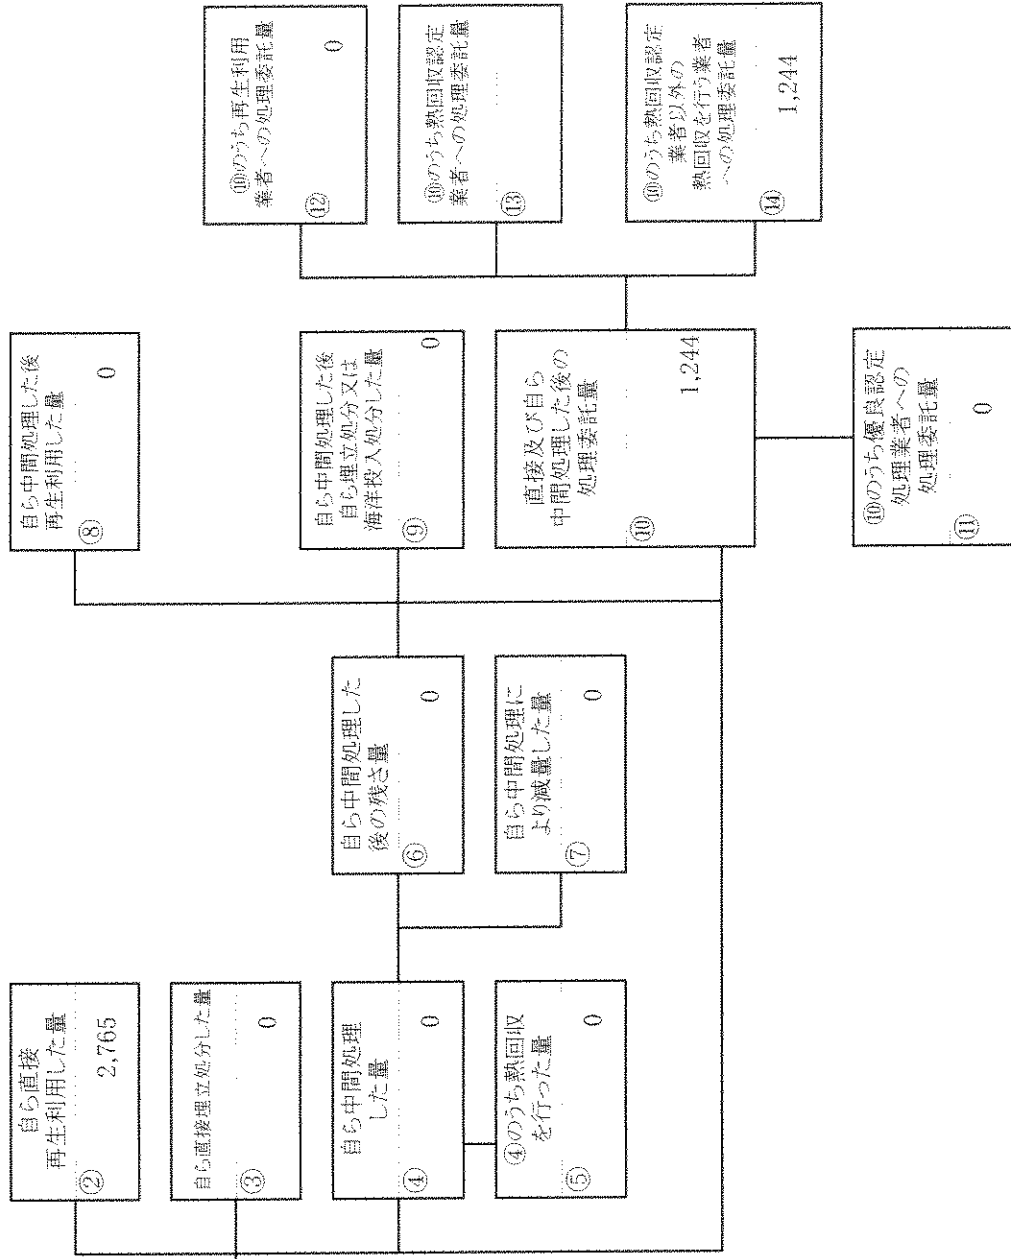 自ら直接
再生利用した量
②
2,765
自ら直接埋立処分した量
③
0
自ら中間処理
した量
④
0
④のうち熱回収
を行った量
⑤
0
自ら中間処理した
後の残さ量
⑥
0
自ら中間処理に
より減量した量
⑦
0
自ら中間処理した後
再生利用した量
⑧
0
自ら中間処理した後
自ら埋立処分又は
海洋投入処分した量
⑨
0
直接及び自ら
中間処理した後の
処理委託量
⑩
1,244
⑩のうち優良認定
処理業者への
処理委託量
⑪
0
⑩のうち再生利用
業者への処理委託量
⑫
0
⑩のうち熱回収認定
業者への処理委託量
⑬
⑩のうち熱回収認定
業者以外の
熱回収を行う業者
への処理委託量
⑭
1,244